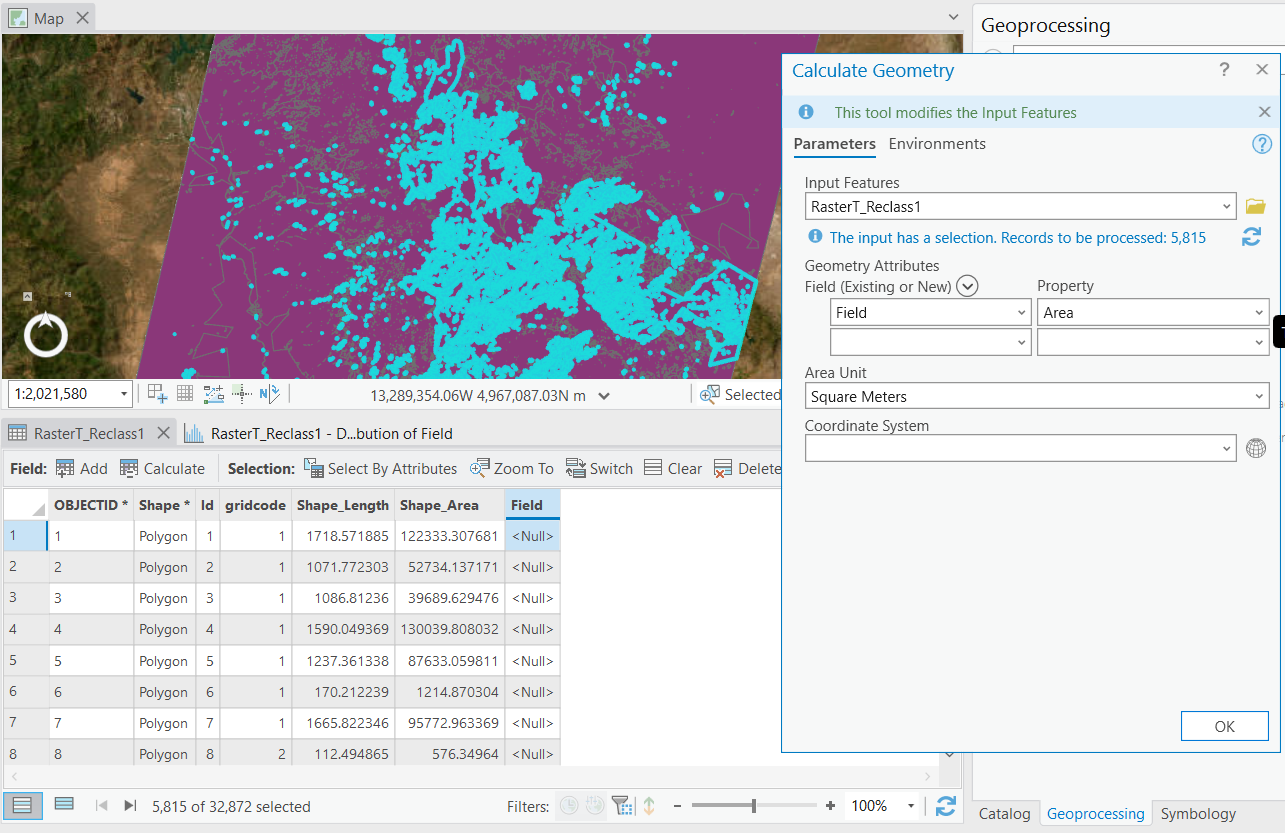 Map
Geoprocessing
Calculate Geometry
?
This tool modifies the Input Features
Parameters Environments
Input Features
RasterT_Reclass1
The input has a selection. Records to be processed: 5,815
Geometry Attributes
Field (Existing or New) Property
Field Area
Area Unit
Square Meters
Coordinate System
OK
1:2,021,580 13,289,354.06W 4,967,087.03N m Selected
RasterT_Reclass1 RasterT_Reclass1 - D...bution of Field
Field: Add Calculate Selection: Select By Attributes Zoom To Switch Clear Delete
OBJECTID * Shape * Id gridcode Shape_Length Shape_Area Field
1 1 Polygon 1 1 1718.571885 122333.307681 <Null>
2 2 Polygon 2 1 1071.772303 52734.137171 <Null>
3 3 Polygon 3 1 1086.81236 39689.629476 <Null>
4 4 Polygon 4 1 1590.049369 130039.808032 <Null>
5 5 Polygon 5 1 1237.361338 87633.059811 <Null>
6 6 Polygon 6 1 170.212239 1214.870304 <Null>
7 7 Polygon 7 1 1665.822346 95772.963369 <Null>
8 8 Polygon 8 2 112.494865 576.34964 <Null>
5,815 of 32,872 selected Filters: - + 100%
Catalog Geoprocessing Symbology